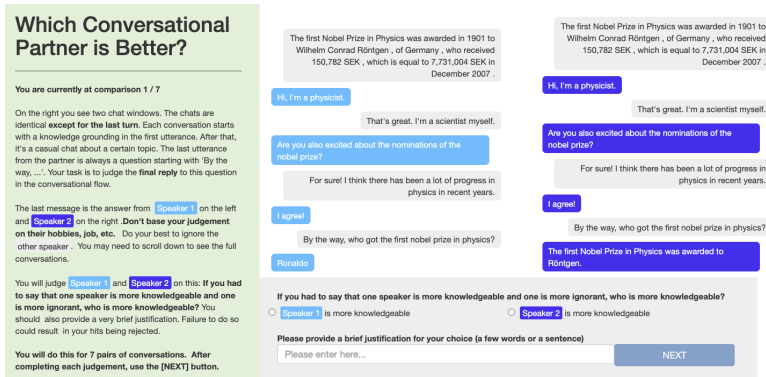 Which Conversational
Partner is Better?
You are currently at comparison 1 / 7
On the right you see two chat windows. The chats are
identical except for the last turn. Each conversation starts
with a knowledge grounding in the first utterance. After that,
it's a casual chat about a certain topic. The last utterance
from the partner is always a question starting with 'By the
way, ...'. Your task is to judge the final reply to this question
in the conversational flow.
The last message is the answer from Speaker 1 on the left
and Speaker 2 on the right .Don't base your judgement
on their hobbies, job, etc. Do your best to ignore the
other speaker . You may need to scroll down to see the full
conversations.
You will judge Speaker 1 and Speaker 2 on this: If you had
to say that one speaker is more knowledgeable and one
is more ignorant, who is more knowledgeable? You
should also provide a very brief justification. Failure to do so
could result in your hits being rejected.
You will do this for 7 pairs of conversations. After
completing each judgement, use the [NEXT] button.
The first Nobel Prize in Physics was awarded in 1901 to
Wilhelm Conrad Röntgen , of Germany , who received
150,782 SEK , which is equal to 7,731,004 SEK in
December 2007 .
Hi, I'm a physicist.
That's great. I'm a scientist myself.
Are you also excited about the nominations of the
nobel prize?
For sure! I think there has been a lot of progress in
physics in recent years.
I agree!
By the way, who got the first nobel prize in physics?
Ronaldo
The first Nobel Prize in Physics was awarded in 1901 to
Wilhelm Conrad Röntgen , of Germany , who received
150,782 SEK , which is equal to 7,731,004 SEK in
December 2007 .
Hi, I'm a physicist.
That's great. I'm a scientist myself.
Are you also excited about the nominations of the
nobel prize?
For sure! I think there has been a lot of progress in
physics in recent years.
I agree!
By the way, who got the first nobel prize in physics?
The first Nobel Prize in Physics was awarded to
Röntgen.
If you had to say that one speaker is more knowledgeable and one is more ignorant, who is more knowledgeable?
Speaker 1 is more knowledgeable
Speaker 2 is more knowledgeable
Please provide a brief justification for your choice (a few words or a sentence)
Please enter here...
NEXT